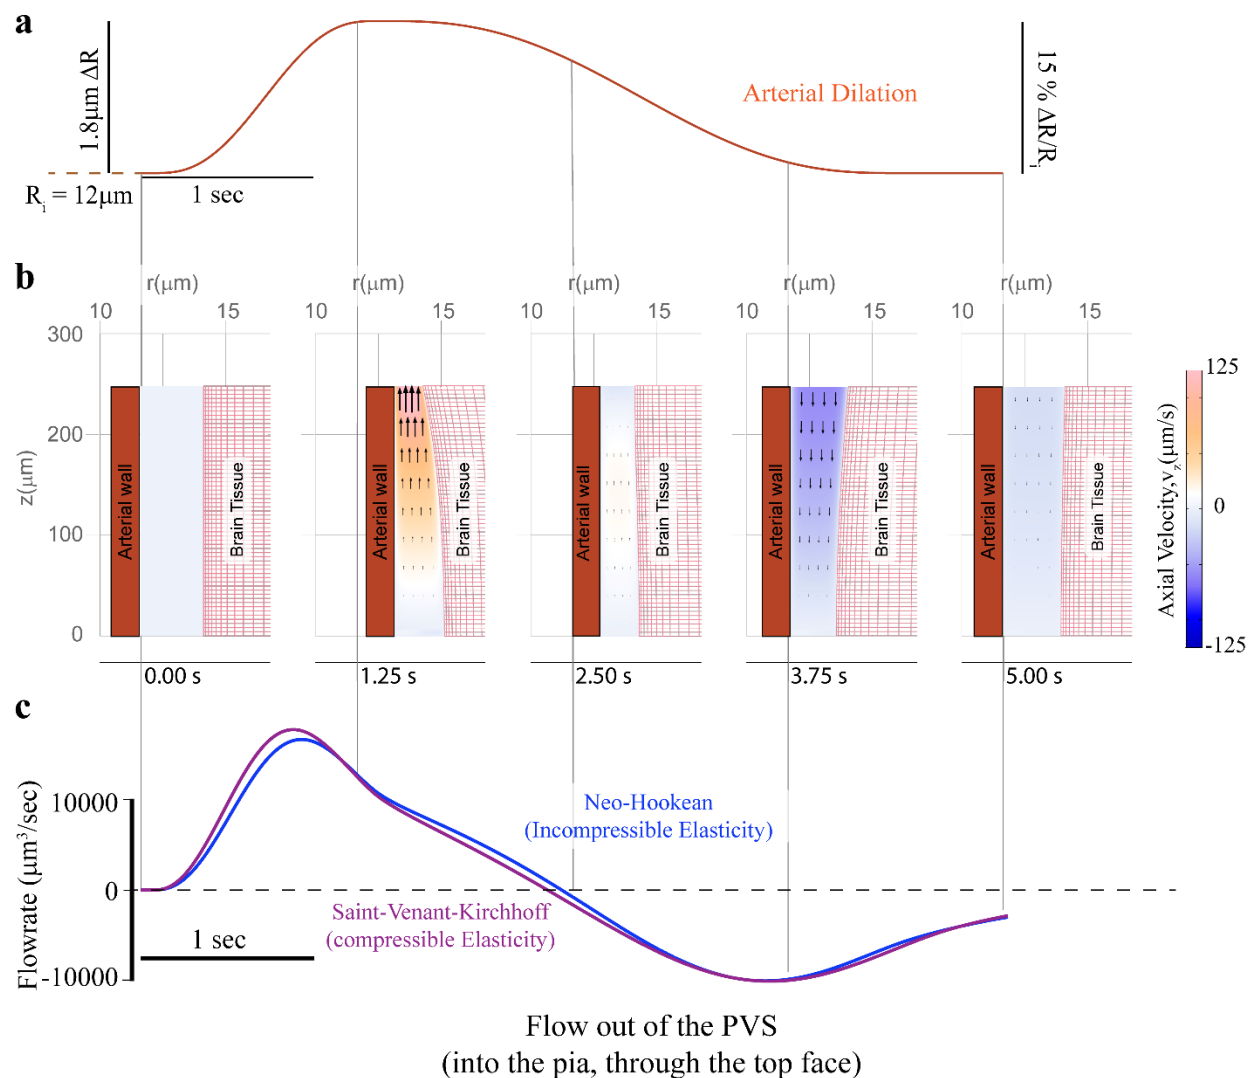 a
1.8μm ΔR
Arterial Dilation
15 % ΔR/Ri
Ri = 12μm
1 sec
b
r(μm) r(μm) r(μm) r(μm) r(μm)
10 15 10 15 10 15 10 15 10 15
300
200
100
0
z(μm)
Arterial wall Brain Tissue Arterial wall Brain Tissue Arterial wall Brain Tissue Arterial wall Brain Tissue Arterial wall Brain Tissue
125
0
-125
Axial Velocity,vz(μm/s)
0.00 s 1.25 s 2.50 s 3.75 s 5.00 s
c
Flowrate (μm³/sec)
10000
0
-10000
Neo-Hookean
(Incompressible Elasticity)
Saint-Venant-Kirchhoff
(compressible Elasticity)
1 sec
Flow out of the PVS
(into the pia, through the top face)